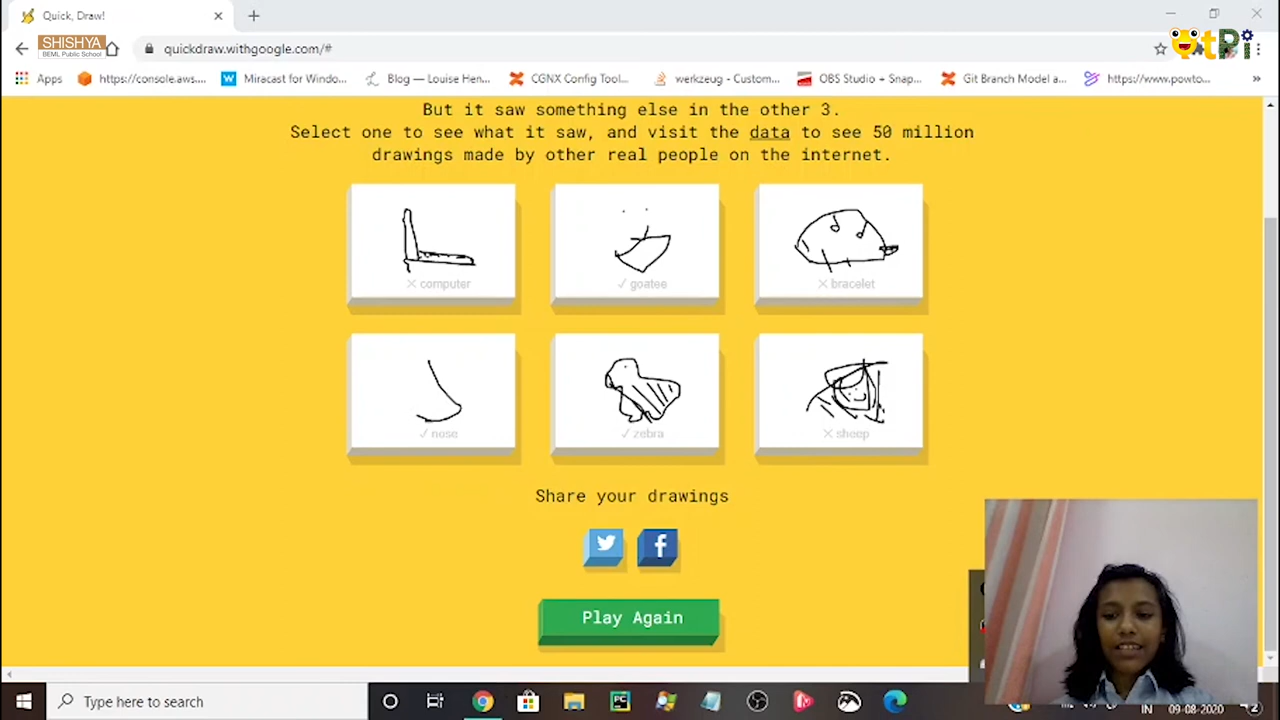 Quick, Draw!
SHISHYA
BEML Public School
quickdraw.withgoogle.com/#
tPi
Apps
https://console.aws....
Miracast for Windo...
Blog — Louise Hen...
CGNX Config Tool...
werkzeug - Custom...
OBS Studio + Snap...
Git Branch Model a...
https://www.powto...
But it saw something else in the other 3.
Select one to see what it saw, and visit the data to see 50 million
drawings made by other real people on the internet.
× computer
✓ goatee
× bracelet
✓ nose
✓ zebra
× sheep
Share your drawings
Play Again
Type here to search
IN
09-08-2020
2